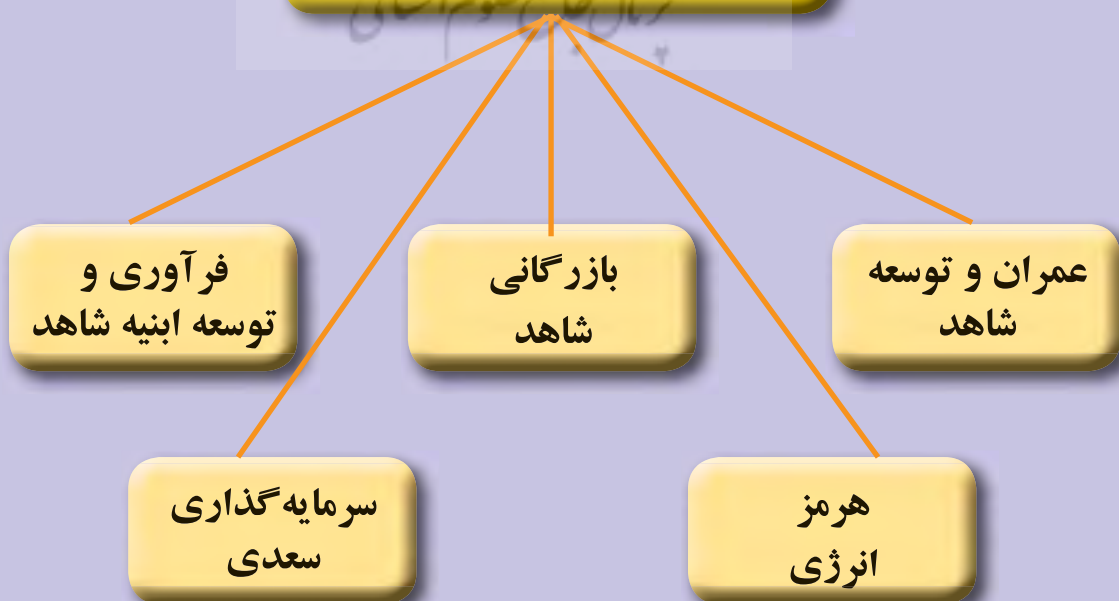 عمران و توسعه
شاهد
بازرگانی
شاهد
فرآوری و
توسعه ابنیه شاهد
هرمز
انرژی
سرمایه‌گذاری
سعدی